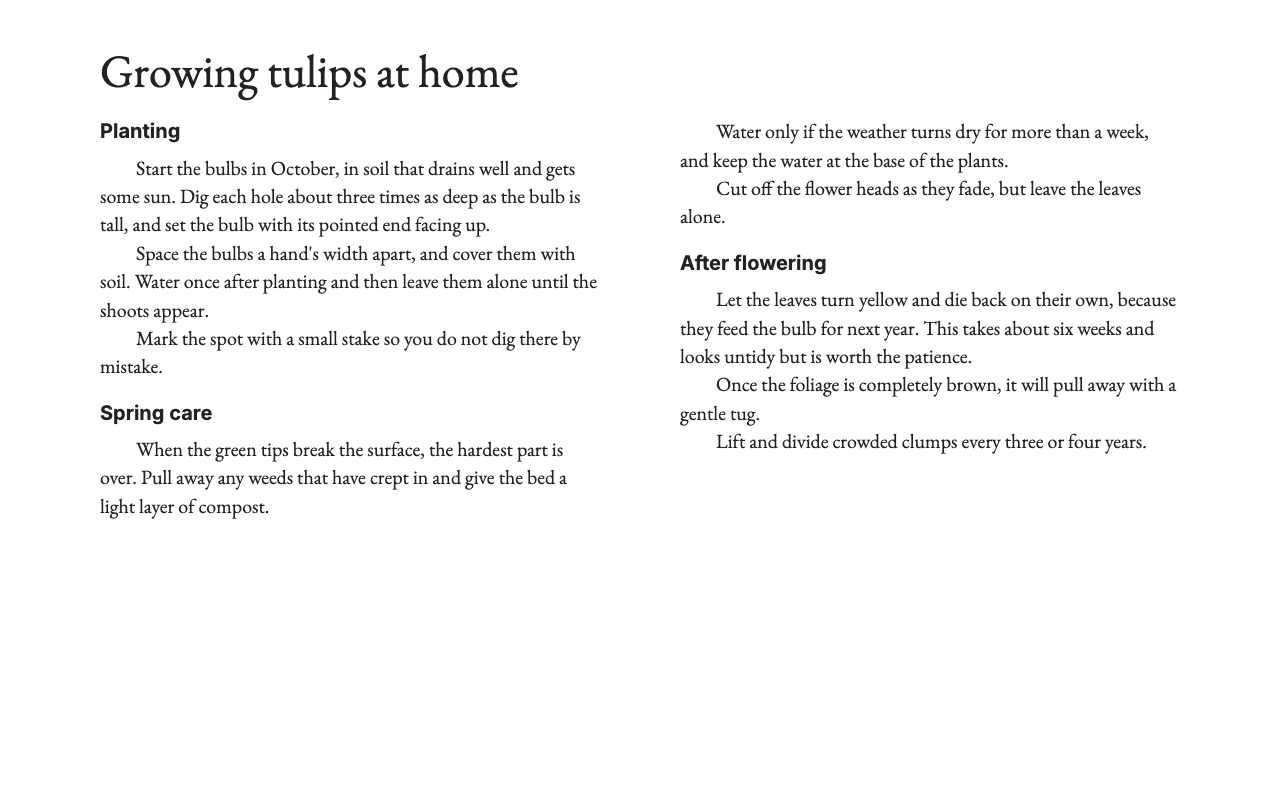 Growing tulips at home
Planting
Start the bulbs in October, in soil that drains well and gets
some sun. Dig each hole about three times as deep as the bulb is
tall, and set the bulb with its pointed end facing up.
Space the bulbs a hand's width apart, and cover them with
soil. Water once after planting and then leave them alone until the
shoots appear.
Mark the spot with a small stake so you do not dig there by
mistake.
Spring care
When the green tips break the surface, the hardest part is
over. Pull away any weeds that have crept in and give the bed a
light layer of compost.
Water only if the weather turns dry for more than a week,
and keep the water at the base of the plants.
Cut off the flower heads as they fade, but leave the leaves
alone.
After flowering
Let the leaves turn yellow and die back on their own, because
they feed the bulb for next year. This takes about six weeks and
looks untidy but is worth the patience.
Once the foliage is completely brown, it will pull away with a
gentle tug.
Lift and divide crowded clumps every three or four years.